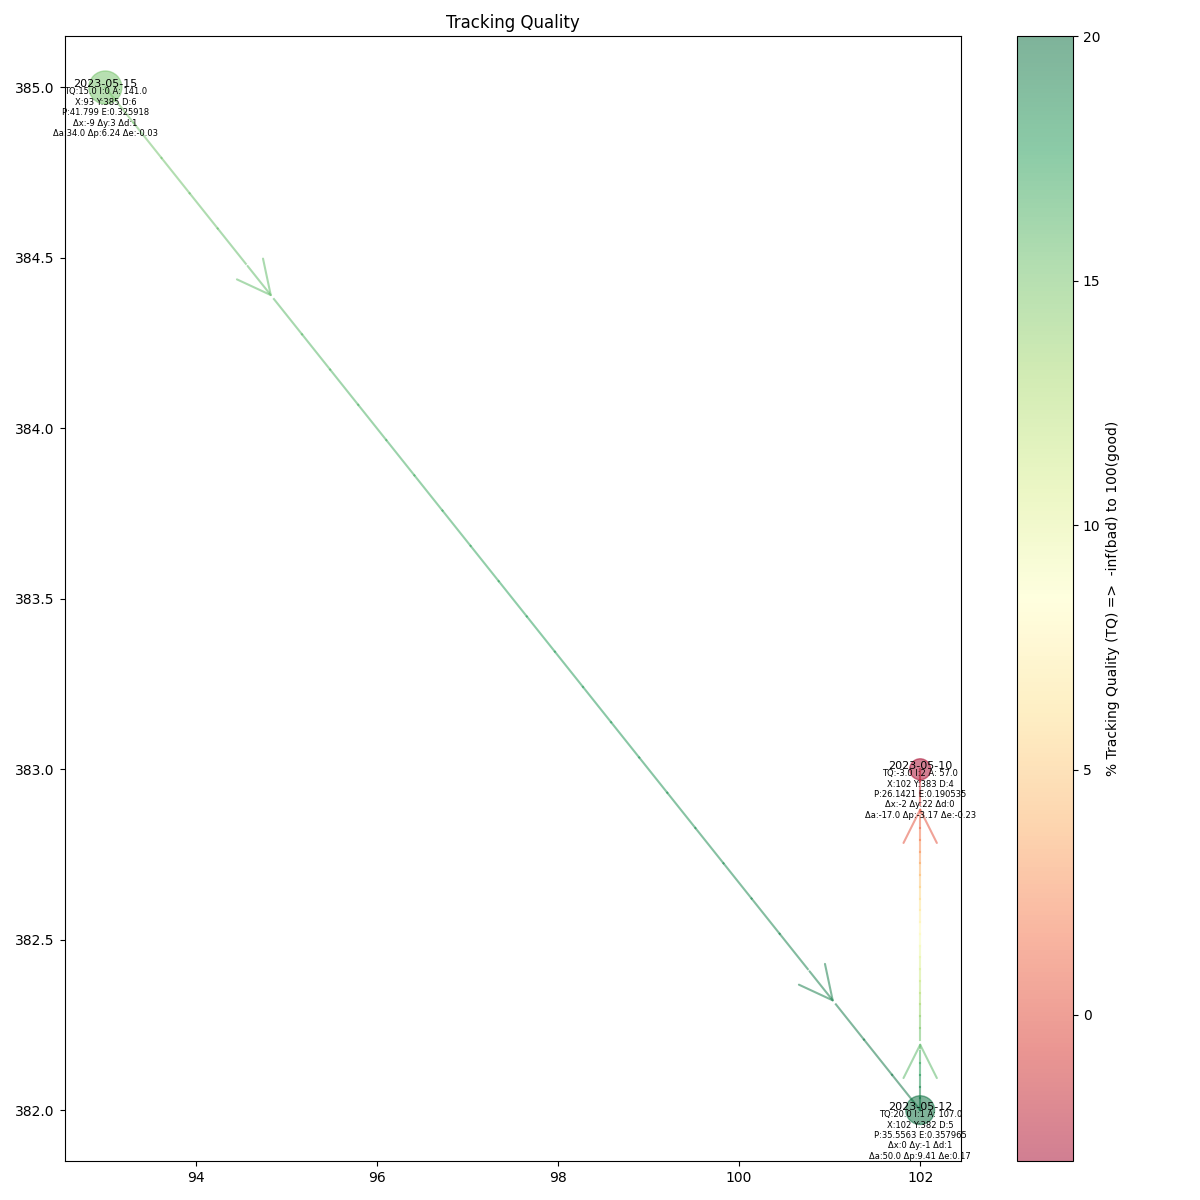 Tracking Quality
385.0
384.5
384.0
383.5
383.0
382.5
382.0
94
96
98
100
102
2023-05-15
TQ:15.0 I:0 A: 141.0
X:93 Y:385 D:6
P:41.799 E:0.325918
Δx:-9 Δy:3 Δd:1
Δa:34.0 Δp:6.24 Δe:-0.03
2023-05-10
TQ:-3.0 I:2 A: 57.0
X:102 Y:383 D:4
P:26.1421 E:0.190535
Δx:-2 Δy:22 Δd:0
Δa:-17.0 Δp:-3.17 Δe:-0.23
2023-05-12
TQ:20.0 I:1 A: 107.0
X:102 Y:382 D:5
P:35.5563 E:0.357965
Δx:0 Δy:-1 Δd:1
Δa:50.0 Δp:9.41 Δe:0.17
20
15
10
5
0
% Tracking Quality (TQ) =>  -inf(bad) to 100(good)